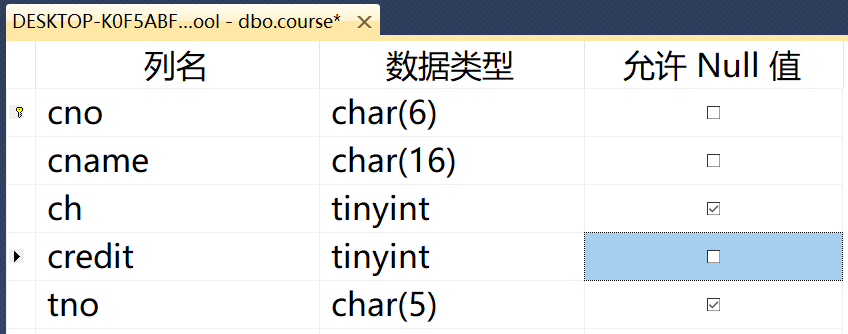 DESKTOP-K0F5ABF...ool - dbo.course*
列名 数据类型 允许 Null 值
cno char(6)
cname char(16)
ch tinyint
credit tinyint
tno char(5)